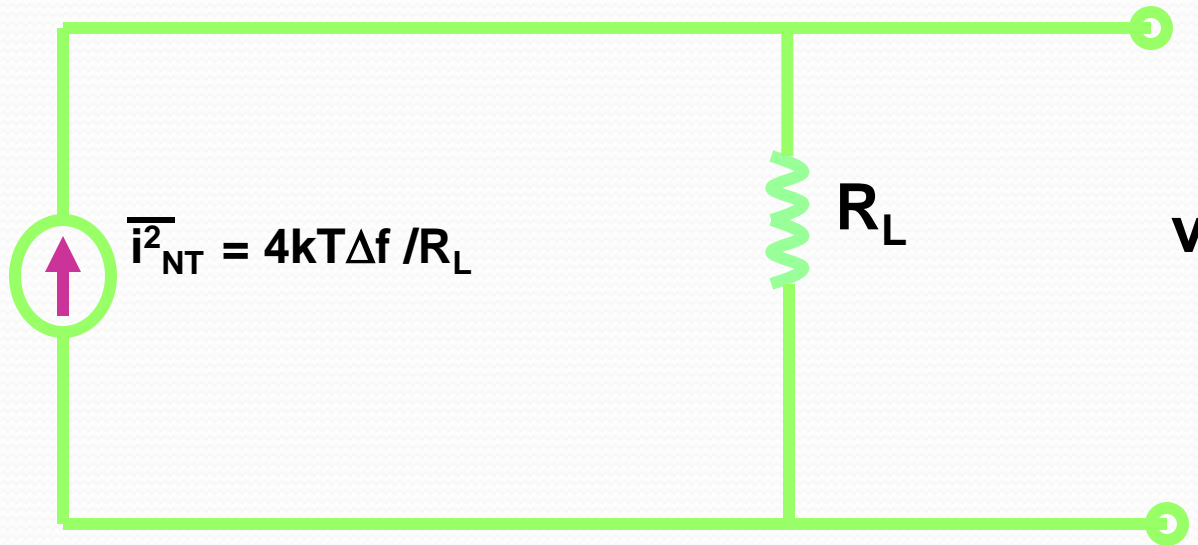 i²NT = 4kTΔf /RL
RL
v